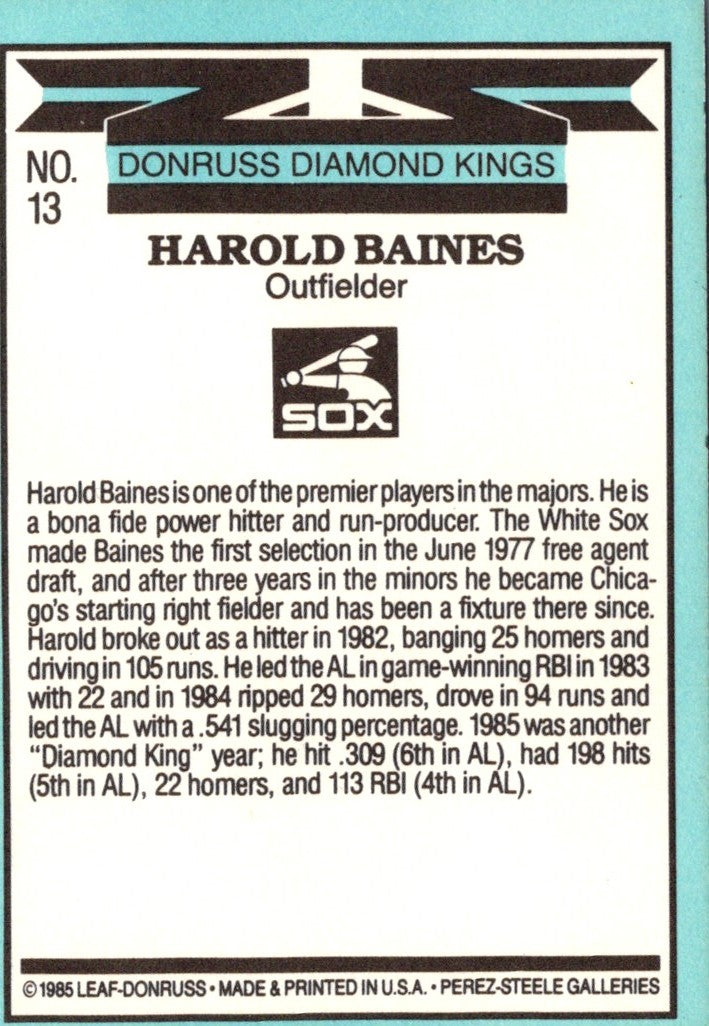 NO.
13
DONRUSS DIAMOND KINGS
HAROLD BAINES
Outfielder
SOX
Harold Baines is one of the premier players in the majors. He is
a bona fide power hitter and run-producer. The White Sox
made Baines the first selection in the June 1977 free agent
draft, and after three years in the minors he became Chica-
go's starting right fielder and has been a fixture there since.
Harold broke out as a hitter in 1982, banging 25 homers and
driving in 105 runs. He led the AL in game-winning RBI in 1983
with 22 and in 1984 ripped 29 homers, drove in 94 runs and
led the AL with a .541 slugging percentage. 1985 was another
“Diamond King” year; he hit .309 (6th in AL), had 198 hits
(5th in AL), 22 homers, and 113 RBI (4th in AL).
© 1985 LEAF-DONRUSS • MADE & PRINTED IN U.S.A. • PEREZ-STEELE GALLERIES